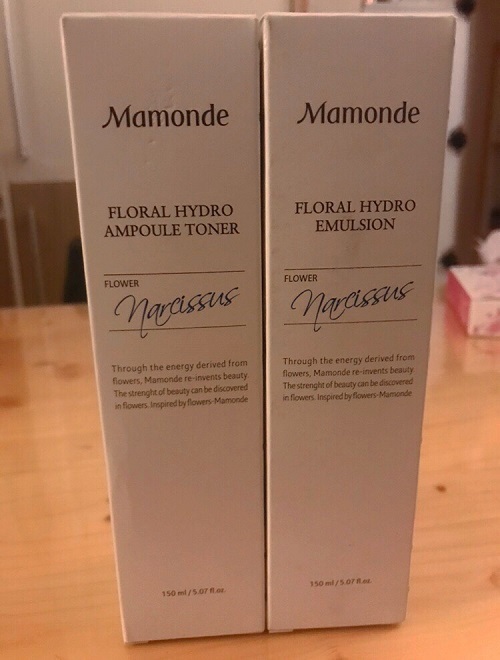 Mamonde
FLORAL HYDRO
AMPOULE TONER
FLOWER
Narcissus
Through the energy derived from
flowers, Mamonde re-invents beauty.
The strenght of beauty can be discovered
in flowers. Inspired by flowers-Mamonde
150 ml / 5.07 fl.oz.
Mamonde
FLORAL HYDRO
EMULSION
FLOWER
Narcissus
Through the energy derived from
flowers, Mamonde re-invents beauty.
The strenght of beauty can be discovered
in flowers. Inspired by flowers-Mamonde
150 ml / 5.07 fl.oz.